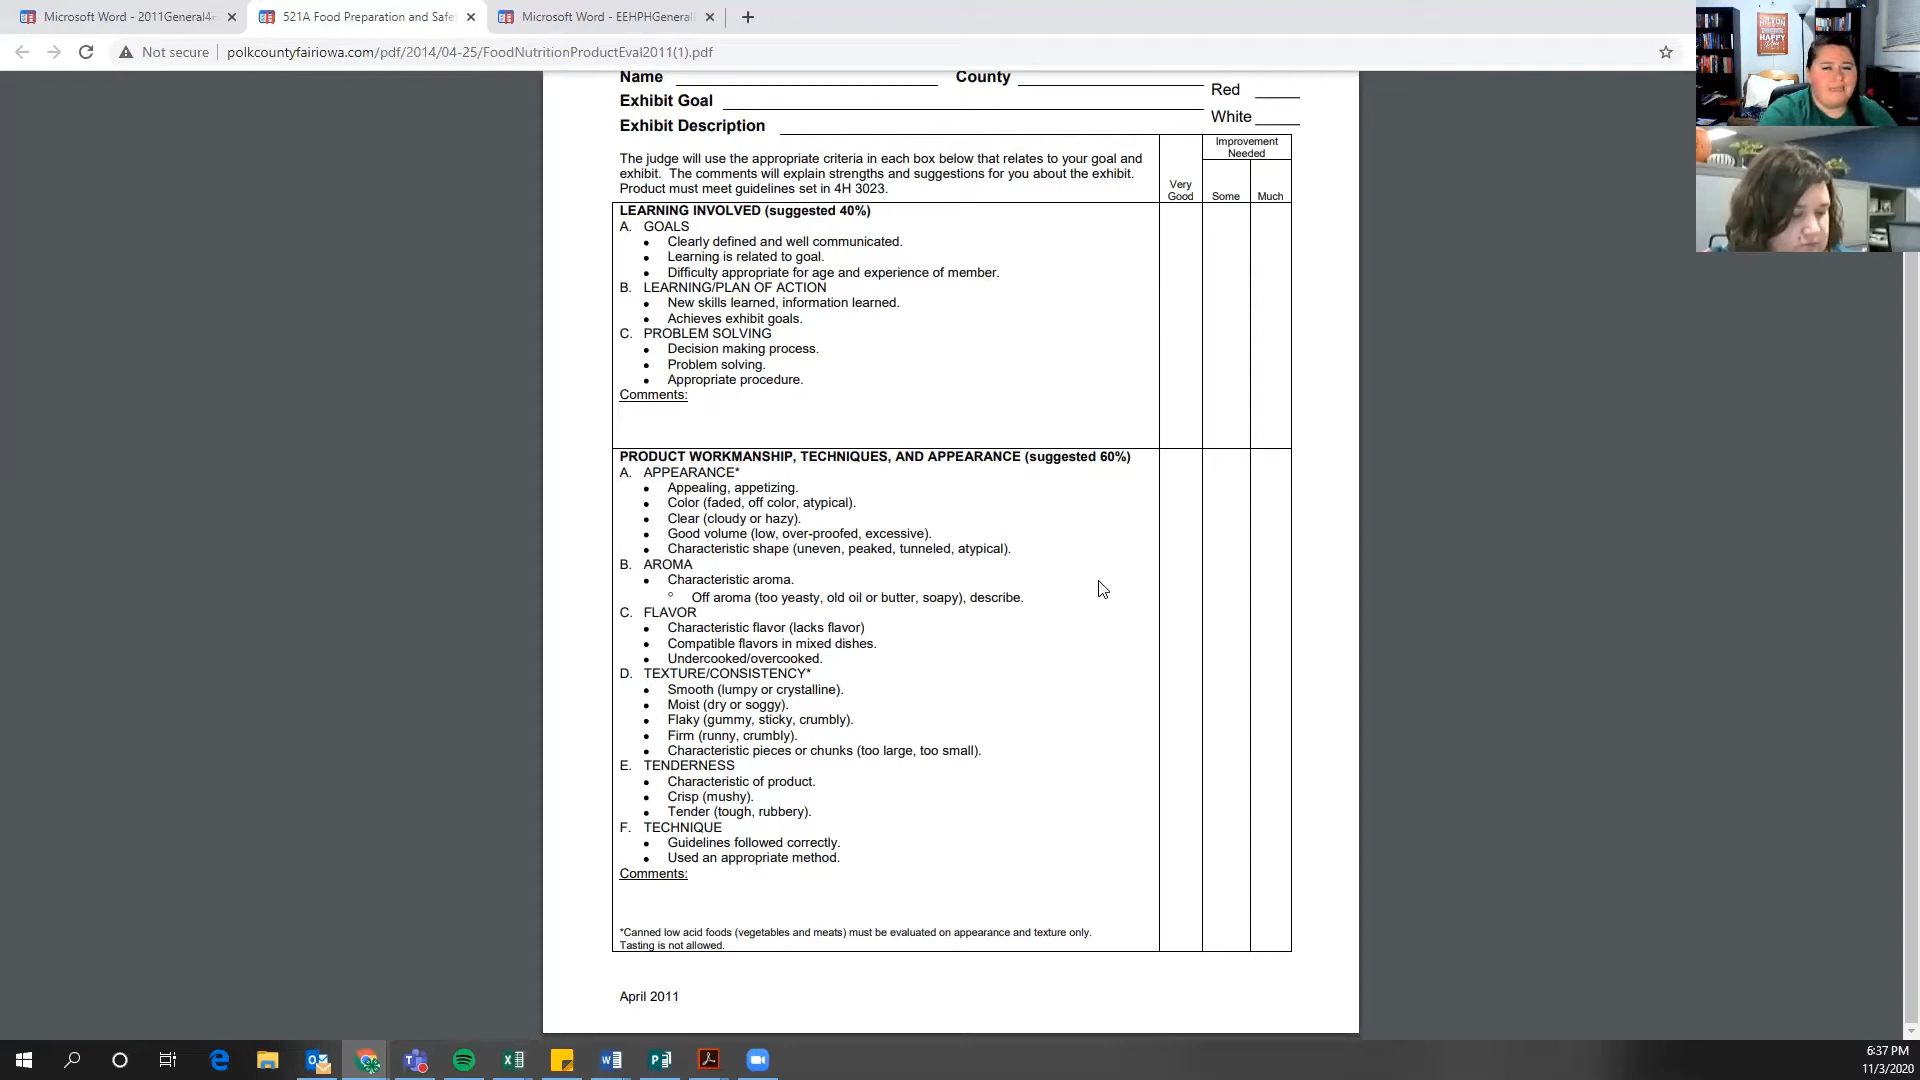 Microsoft Word - 2011General4-
521A Food Preparation and Safe
Microsoft Word - EEHPHGeneral
Not secure
polkcountyfairiowa.com/pdf/2014/04-25/FoodNutritionProductEval2011(1).pdf
HAPPY
Name
County
Red
Exhibit Goal
White
Exhibit Description
Improvement
Needed
The judge will use the appropriate criteria in each box below that relates to your goal and
exhibit. The comments will explain strengths and suggestions for you about the exhibit.
Product must meet guidelines set in 4H 3023.
Very
Good
Some
Much
LEARNING INVOLVED (suggested 40%)
A. GOALS
• Clearly defined and well communicated.
• Learning is related to goal.
• Difficulty appropriate for age and experience of member.
B. LEARNING/PLAN OF ACTION
• New skills learned, information learned.
• Achieves exhibit goals.
C. PROBLEM SOLVING
• Decision making process.
• Problem solving.
• Appropriate procedure.
Comments:
PRODUCT WORKMANSHIP, TECHNIQUES, AND APPEARANCE (suggested 60%)
A. APPEARANCE*
• Appealing, appetizing.
• Color (faded, off color, atypical).
• Clear (cloudy or hazy).
• Good volume (low, over-proofed, excessive).
• Characteristic shape (uneven, peaked, tunneled, atypical).
B. AROMA
• Characteristic aroma.
° Off aroma (too yeasty, old oil or butter, soapy), describe.
C. FLAVOR
• Characteristic flavor (lacks flavor)
• Compatible flavors in mixed dishes.
• Undercooked/overcooked.
D. TEXTURE/CONSISTENCY*
• Smooth (lumpy or crystalline).
• Moist (dry or soggy).
• Flaky (gummy, sticky, crumbly).
• Firm (runny, crumbly).
• Characteristic pieces or chunks (too large, too small).
E. TENDERNESS
• Characteristic of product.
• Crisp (mushy).
• Tender (tough, rubbery).
F. TECHNIQUE
• Guidelines followed correctly.
• Used an appropriate method.
Comments:
*Canned low acid foods (vegetables and meats) must be evaluated on appearance and texture only.
Tasting is not allowed.
April 2011
6:37 PM
11/3/2020